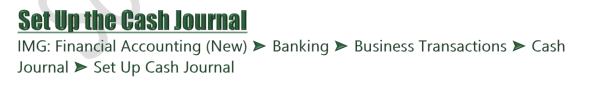 Set Up the Cash Journal
IMG: Financial Accounting (New) ➤ Banking ➤ Business Transactions ➤ Cash
Journal ➤ Set Up Cash Journal